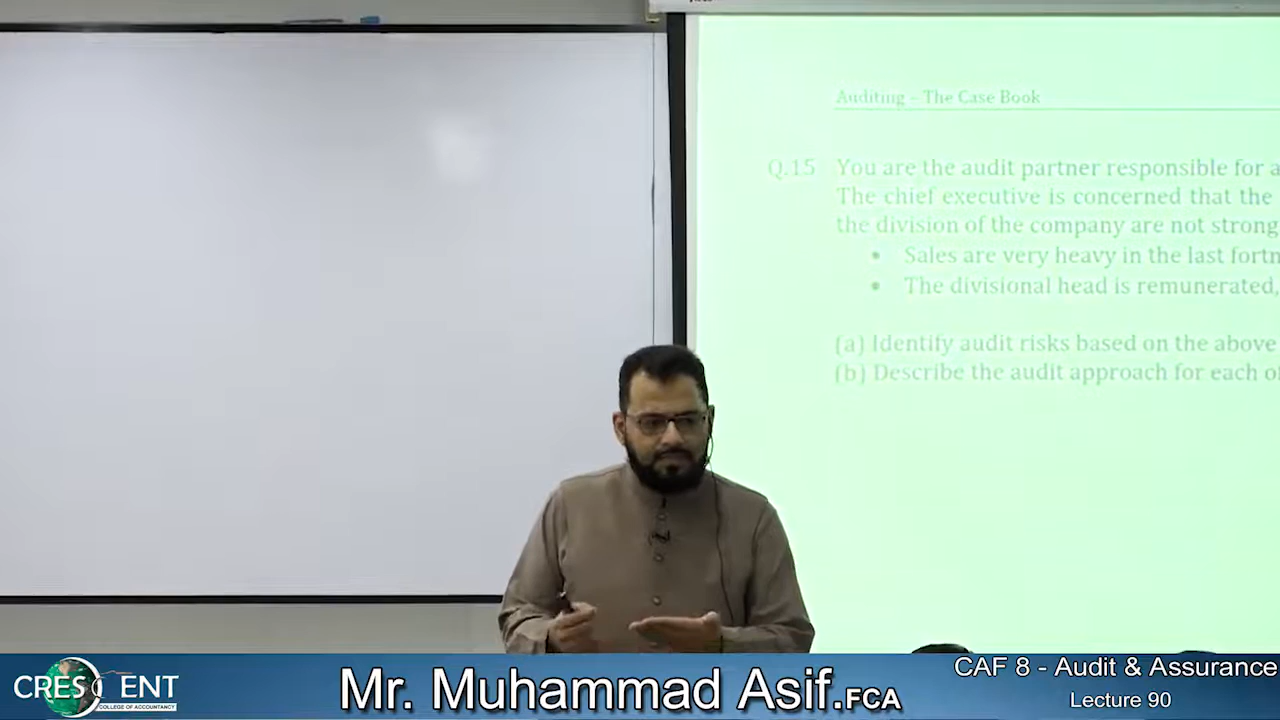 Auditing – The Case Book
Q.15 You are the audit partner responsible for a
The chief executive is concerned that the
the division of the company are not strong
• Sales are very heavy in the last fortn
• The divisional head is remunerated,
(a) Identify audit risks based on the above
(b) Describe the audit approach for each of
CRESCENT
COLLEGE OF ACCOUNTANCY
Mr. Muhammad Asif.FCA
CAF 8 - Audit & Assurance
Lecture 90